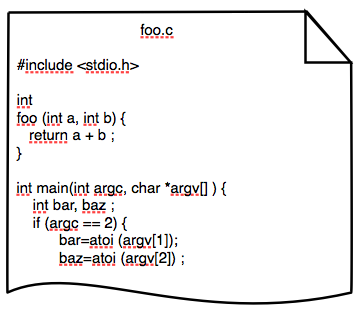 foo.c
#include <stdio.h>
int
foo (int a, int b) {
return a + b ;
}
int main(int argc, char *argv[] ) {
int bar, baz ;
if (argc == 2) {
bar=atoi (argv[1]);
baz=atoi (argv[2]) ;